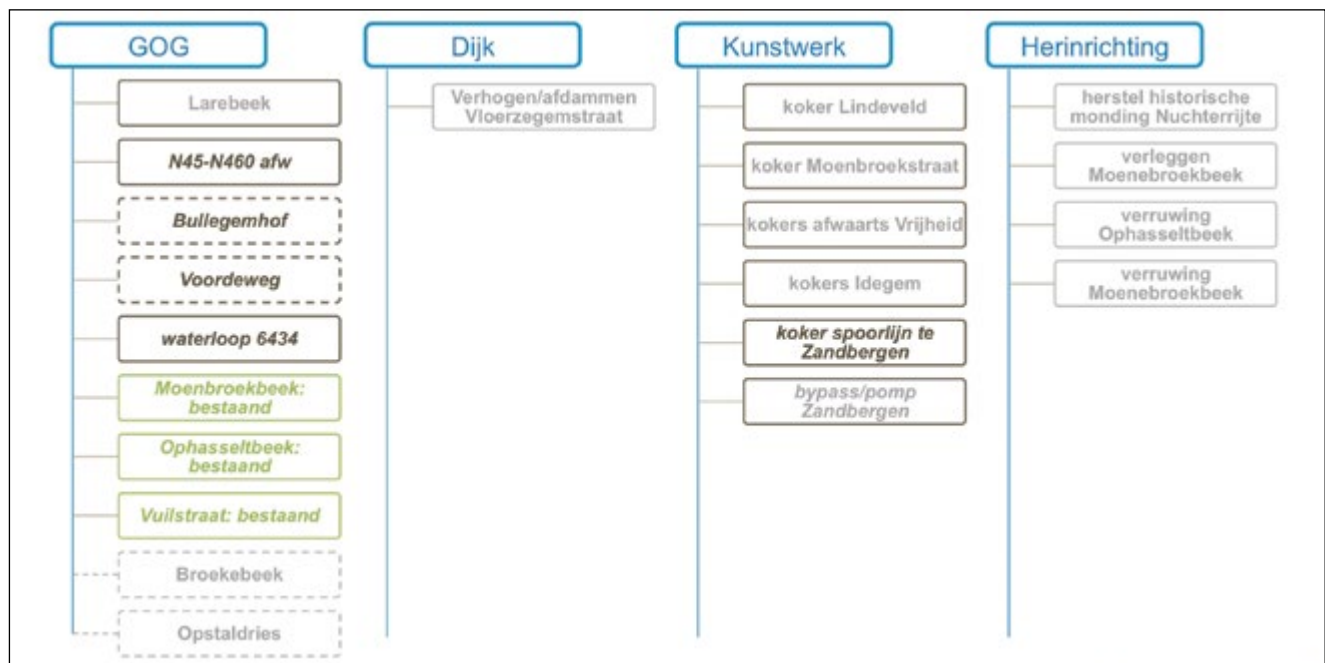 GOG
Larebeek
N45-N460 afw
Bullegemhof
Voordeweg
waterloop 6434
Moenbroekbeek:
bestaand
Ophasseltbeek:
bestaand
Vuilstraat: bestaand
Broekebeek
Opstaldries
Dijk
Verhogen/afdammen
Vloerzegemstraat
Kunstwerk
koker Lindeveld
koker Moenbroekstraat
kokers afwaarts Vrijheid
kokers Idegem
koker spoorlijn te
Zandbergen
bypass/pomp
Zandbergen
Herinrichting
herstel historische
monding Nuchterrijte
verleggen
Moenebroekbeek
verruwing
Ophasseltbeek
verruwing
Moenebroekbeek